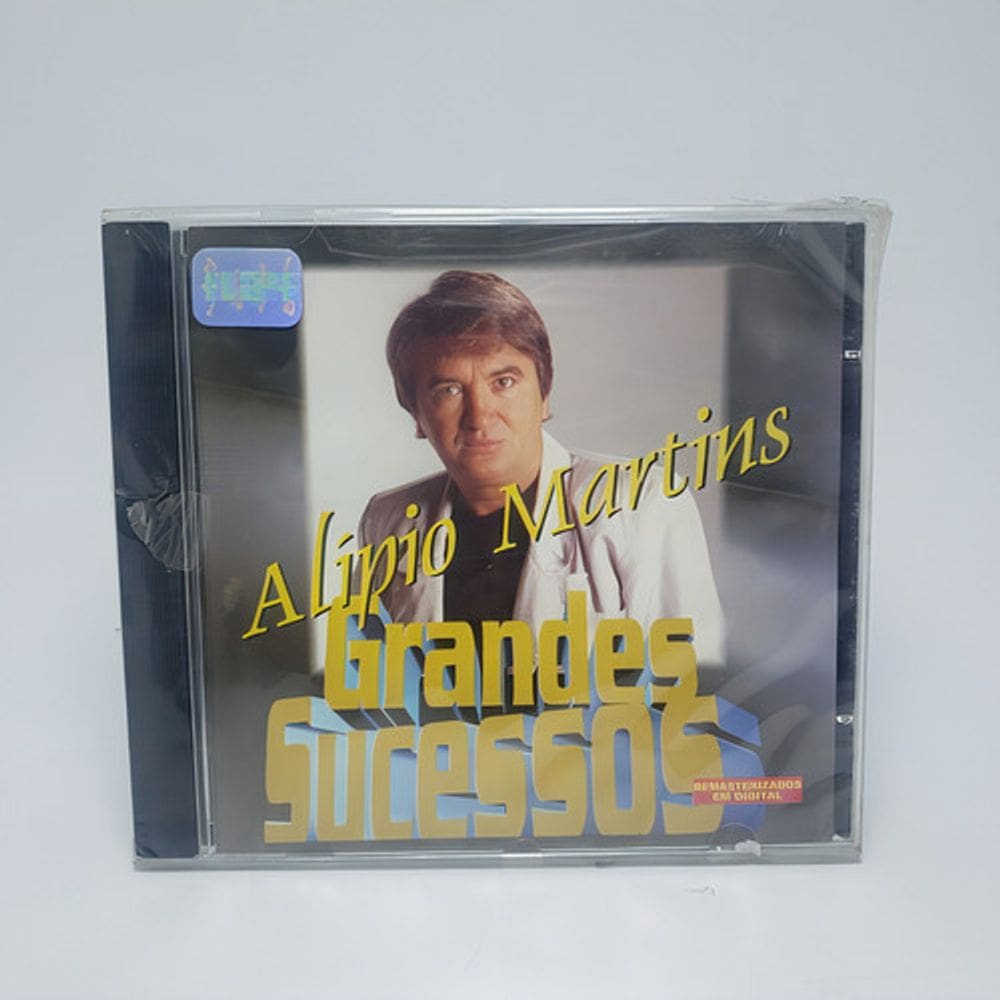 Alípio Martins
Grandes
Sucessos
REMASTERIZADOS
EM DIGITAL